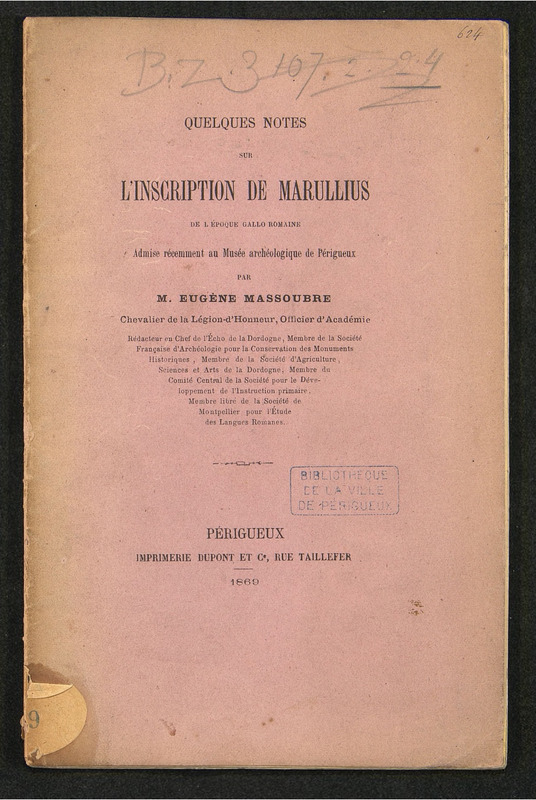 624
B.Z.3107
QUELQUES NOTES
SUR
L'INSCRIPTION DE MARULLIUS
DE L'ÉPOQUE GALLO ROMAINE
Admise récemment au Musée archéologique de Périgueux
PAR
M. EUGÈNE MASSOUBRE
Chevalier de la Légion-d'Honneur, Officier d'Académie
Rédacteur en Chef de l'Écho de la Dordogne, Membre de la Société
Française d'Archéologie pour la Conservation des Monuments
Historiques, Membre de la Société d'Agriculture,
Sciences et Arts de la Dordogne, Membre du
Comité Central de la Société pour le Déve-
loppement de l'Instruction primaire,
Membre libre de la Société de
Montpellier pour l'Étude
des Langues Romanes.
BIBLIOTHEQUE
DE LA VILLE
DE PÉRIGUEUX
PÉRIGUEUX
IMPRIMERIE DUPONT ET Ce, RUE TAILLEFER
1869
9